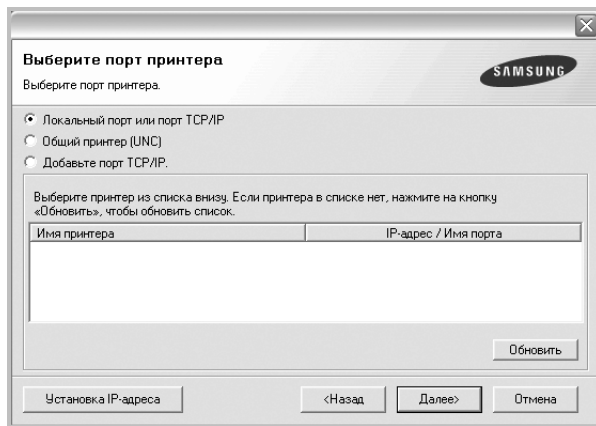 Выберите порт принтера
Выберите порт принтера.
SAMSUNG
Локальный порт или порт TCP/IP
Общий принтер (UNC)
Добавьте порт TCP/IP.
Выберите принтер из списка внизу. Если принтера в списке нет, нажмите на кнопку
«Обновить», чтобы обновить список.
Имя принтера IP-адрес / Имя порта
Обновить
Установка IP-адреса <Назад Далее> Отмена